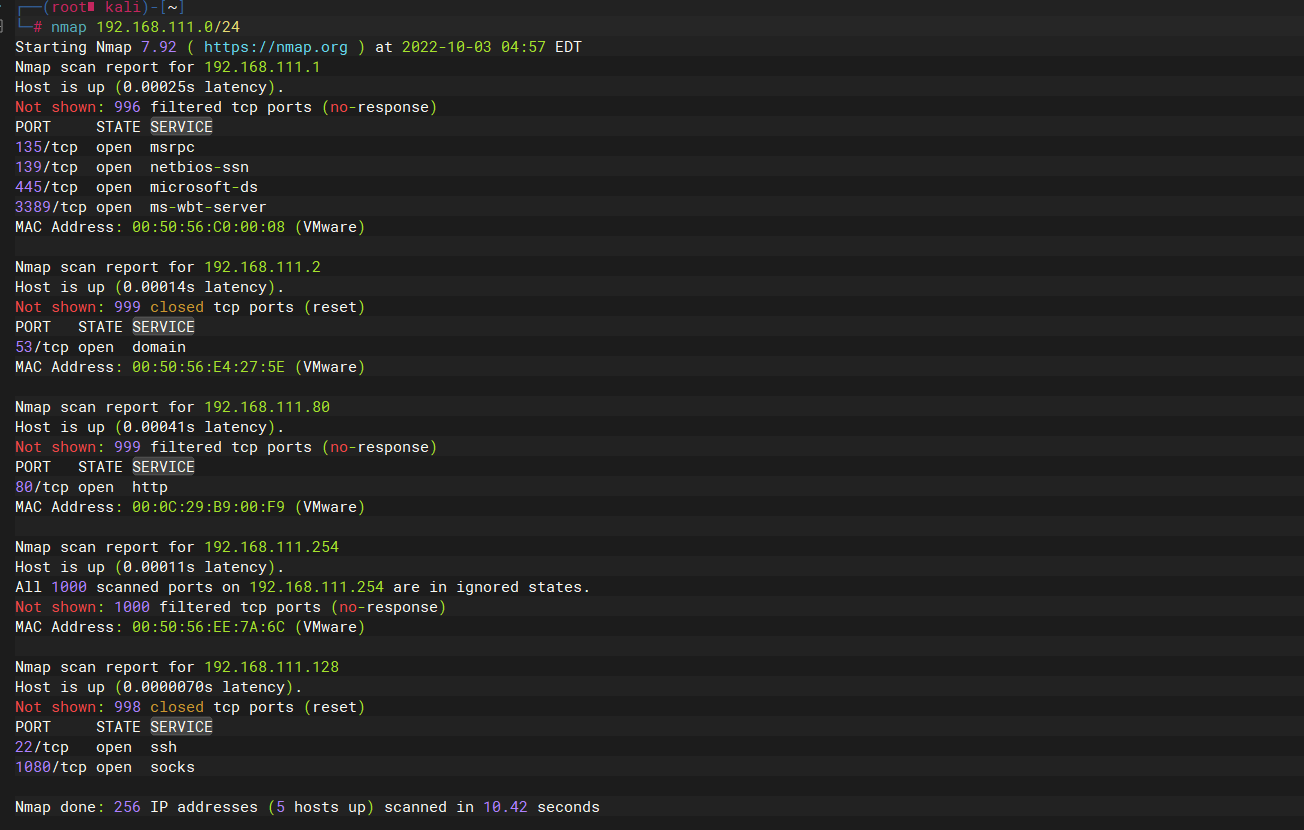 ┌──(root㉿kali)-[~]
└─# nmap 192.168.111.0/24
Starting Nmap 7.92 ( https://nmap.org ) at 2022-10-03 04:57 EDT
Nmap scan report for 192.168.111.1
Host is up (0.00025s latency).
Not shown: 996 filtered tcp ports (no-response)
PORT     STATE SERVICE
135/tcp  open  msrpc
139/tcp  open  netbios-ssn
445/tcp  open  microsoft-ds
3389/tcp open  ms-wbt-server
MAC Address: 00:50:56:C0:00:08 (VMware)

Nmap scan report for 192.168.111.2
Host is up (0.00014s latency).
Not shown: 999 closed tcp ports (reset)
PORT   STATE SERVICE
53/tcp open  domain
MAC Address: 00:50:56:E4:27:5E (VMware)

Nmap scan report for 192.168.111.80
Host is up (0.00041s latency).
Not shown: 999 filtered tcp ports (no-response)
PORT   STATE SERVICE
80/tcp open  http
MAC Address: 00:0C:29:B9:00:F9 (VMware)

Nmap scan report for 192.168.111.254
Host is up (0.00011s latency).
All 1000 scanned ports on 192.168.111.254 are in ignored states.
Not shown: 1000 filtered tcp ports (no-response)
MAC Address: 00:50:56:EE:7A:6C (VMware)

Nmap scan report for 192.168.111.128
Host is up (0.0000070s latency).
Not shown: 998 closed tcp ports (reset)
PORT     STATE SERVICE
22/tcp   open  ssh
1080/tcp open  socks

Nmap done: 256 IP addresses (5 hosts up) scanned in 10.42 seconds